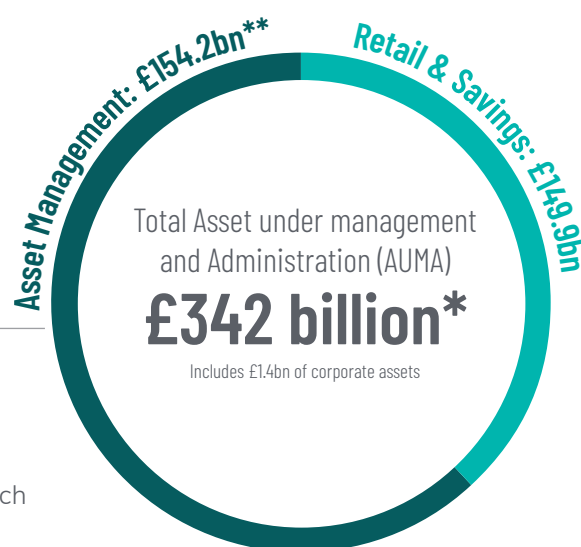 Asset Management: £154.2bn**
Retail & Savings: £149.9bn
Total Asset under management
and Administration (AUMA)
£342 billion*
Includes £1.4bn of corporate assets
ch